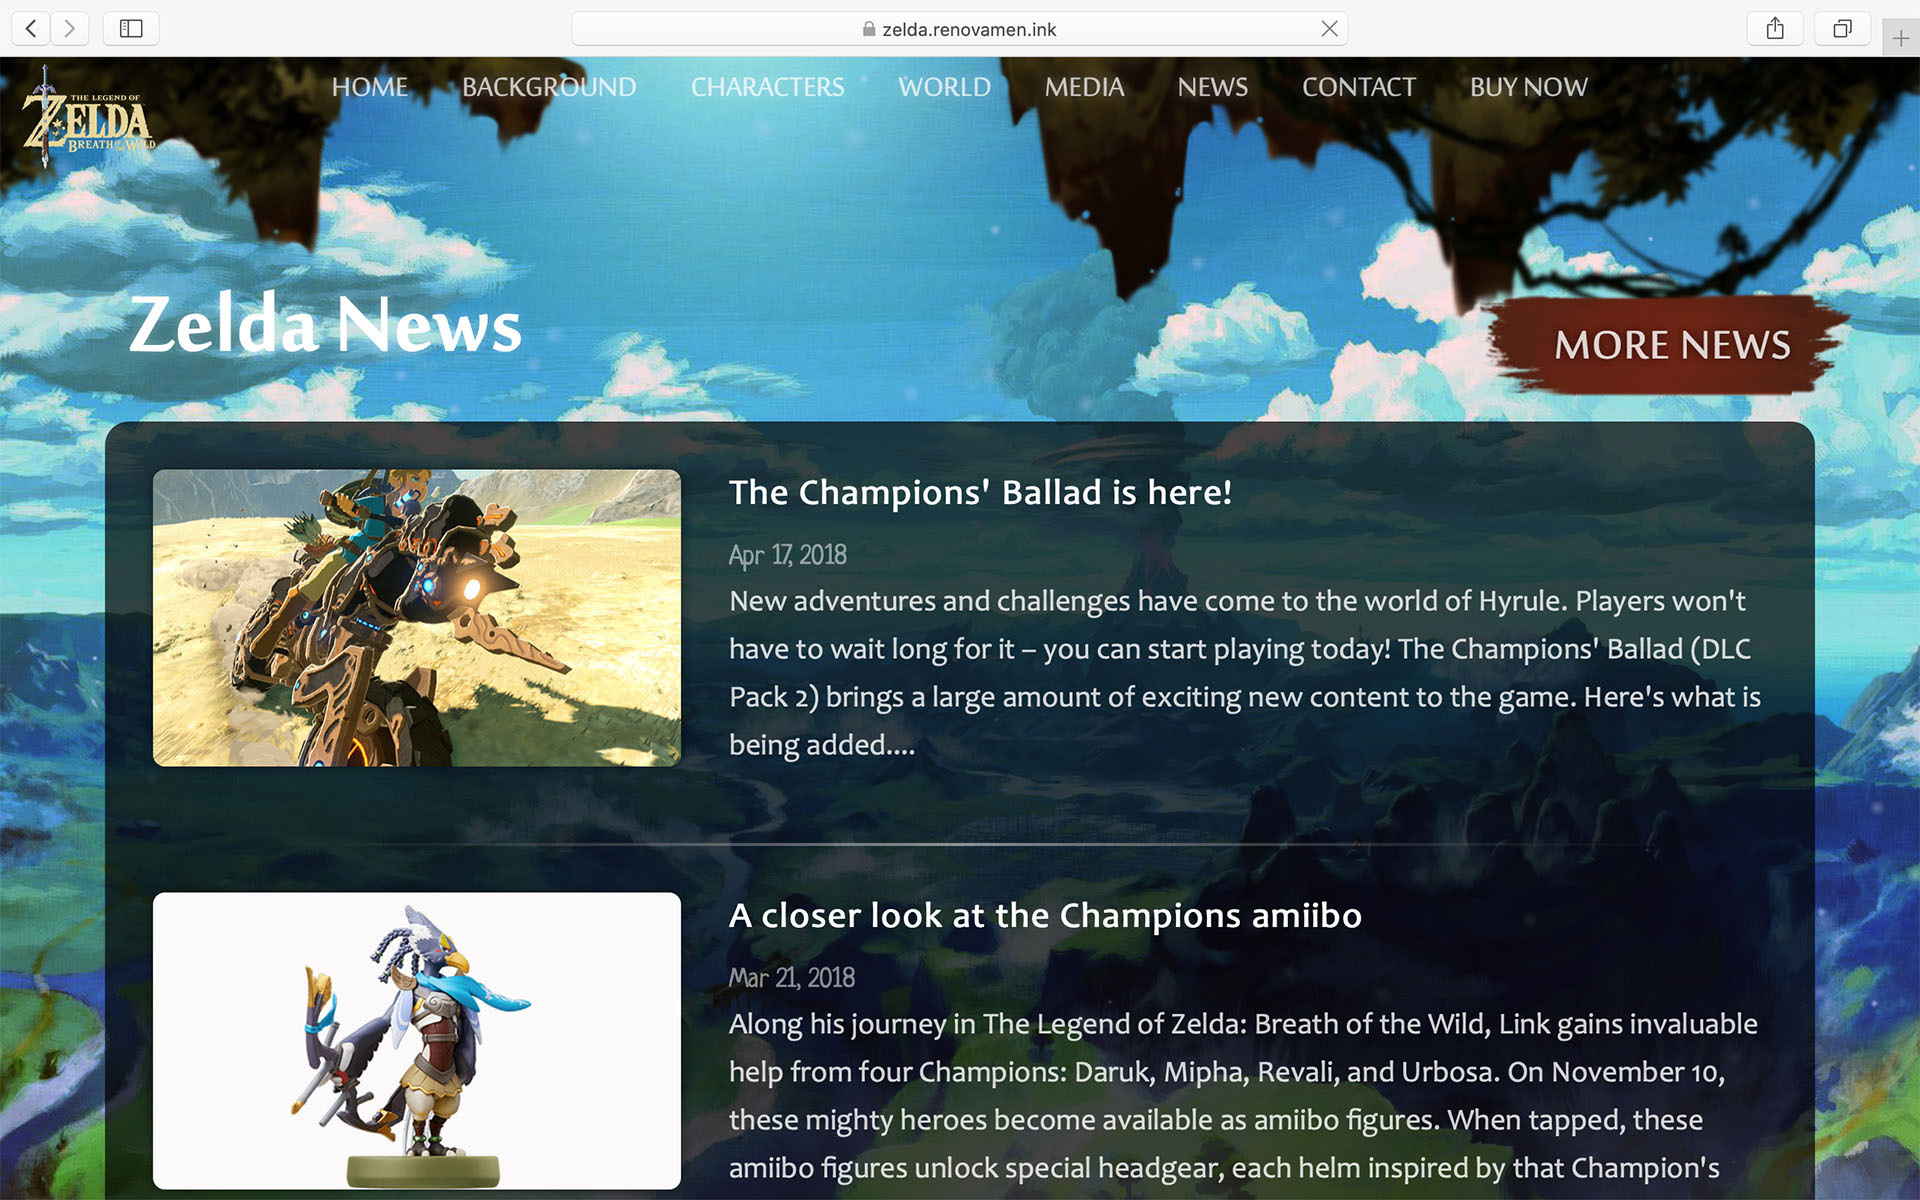 zelda.renovamen.ink
THE LEGEND OF
ZELDA
BREATH OF THE WILD
HOME BACKGROUND CHARACTERS WORLD MEDIA NEWS CONTACT BUY NOW
Zelda News
MORE NEWS
The Champions' Ballad is here!
Apr 17, 2018
New adventures and challenges have come to the world of Hyrule. Players won't
have to wait long for it – you can start playing today! The Champions' Ballad (DLC
Pack 2) brings a large amount of exciting new content to the game. Here's what is
being added....
A closer look at the Champions amiibo
Mar 21, 2018
Along his journey in The Legend of Zelda: Breath of the Wild, Link gains invaluable
help from four Champions: Daruk, Mipha, Revali, and Urbosa. On November 10,
these mighty heroes become available as amiibo figures. When tapped, these
amiibo figures unlock special headgear, each helm inspired by that Champion's